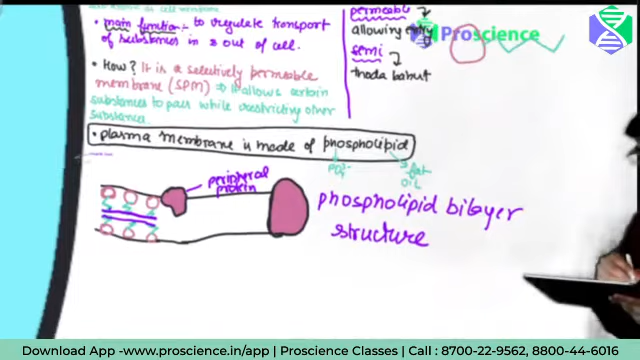 • main function:- to regulate transport
of substances in & out of cell.
• How? It is a selectively permeable
membrane (SPM) → It allows certain
substances to pass while restricting other
substance.
permeable
allowing entry
semi
thoda bahut
Proscience
• plasma membrane is made of phospholipid
PO₄³⁻
fat
OIL
peripheral
protein
phospholipid bilayer
structure
Download App -www.proscience.in/app | Proscience Classes | Call : 8700-22-9562, 8800-44-6016